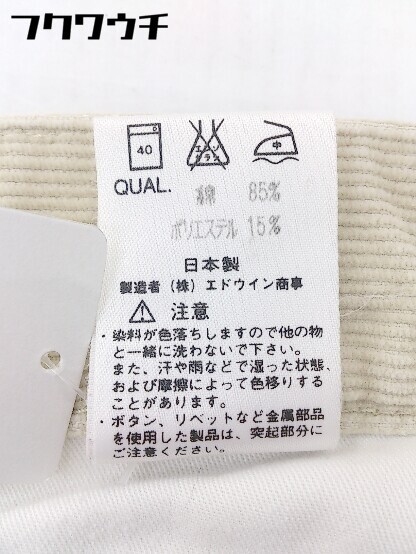 フクワウチ
40
エンソ
サラシ
中
QUAL.
綿 85%
ポリエステル 15%
日本製
製造者 (株) エドウイン商事
注意
・染料が色落ちしますので他の物
と一緒に洗わないで下さい。
また、汗や雨などで湿った状態、
および摩擦によって色移りする
ことがあります。
・ボタン、リベットなど金属部品
を使用した製品は、突起部分に
ご注意ください。